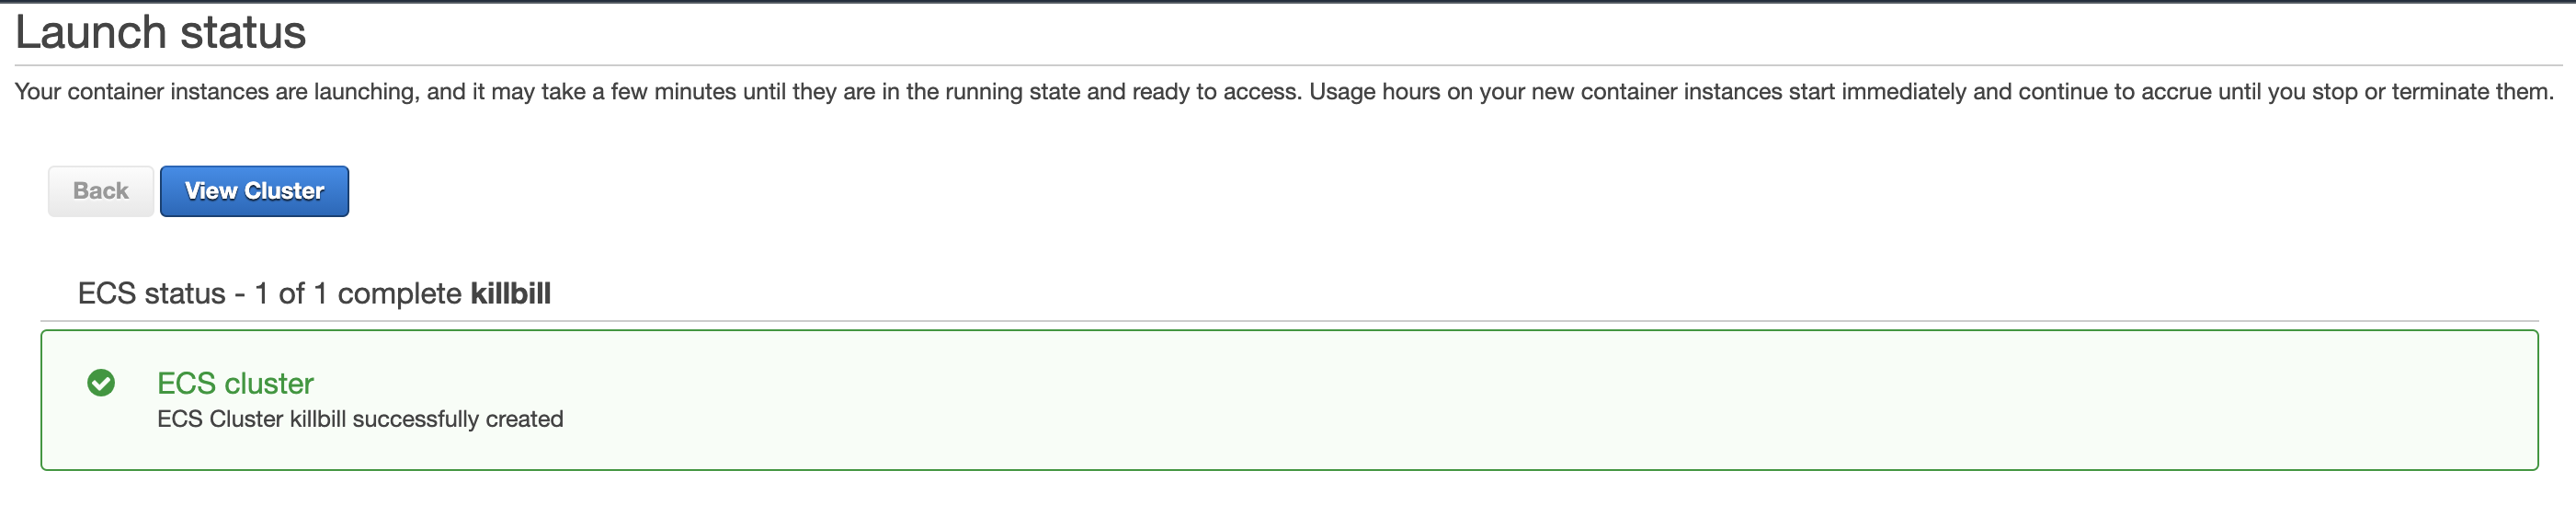 Launch status
Your container instances are launching, and it may take a few minutes until they are in the running state and ready to access. Usage hours on your new container instances start immediately and continue to accrue until you stop or terminate them.
Back
View Cluster
ECS status - 1 of 1 complete killbill
ECS cluster
ECS Cluster killbill successfully created